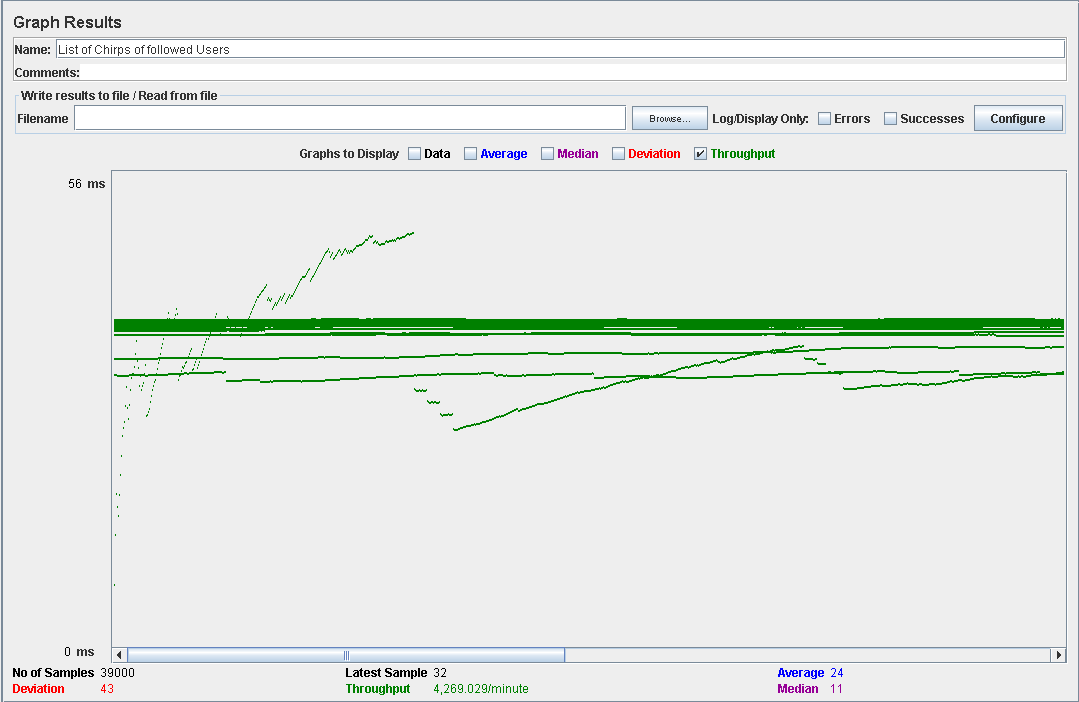 Graph Results
Name: List of Chirps of followed Users
Comments:
Write results to file / Read from file
Filename Browse... Log/Display Only: Errors Successes Configure
Graphs to Display Data Average Median Deviation Throughput
56 ms
0 ms
No of Samples 39000 Latest Sample 32 Average 24
Deviation 43 Throughput 4,269.029/minute Median 11